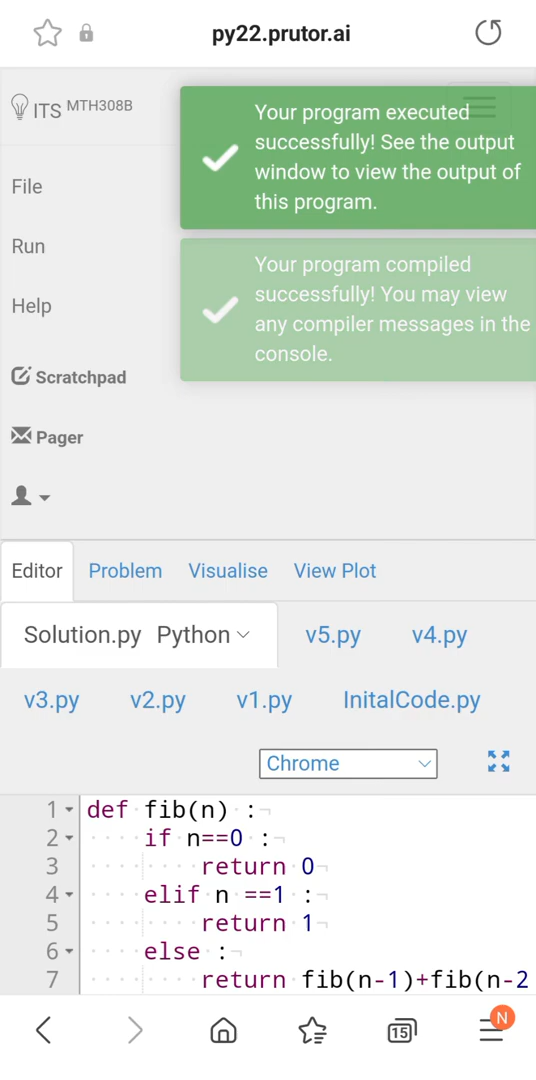 py22.prutor.ai
ITS MTH308B
Your program executed
successfully! See the output
window to view the output of
this program.
File
Run
Your program compiled
successfully! You may view
any compiler messages in the
console.
Help
Scratchpad
Pager
Editor Problem Visualise View Plot
Solution.py Python v5.py v4.py
v3.py v2.py v1.py InitalCode.py
Chrome
1 def fib(n) :
2 if n==0 :
3 return 0
4 elif n ==1 :
5 return 1
6 else :
7 return fib(n-1)+fib(n-2
15 N